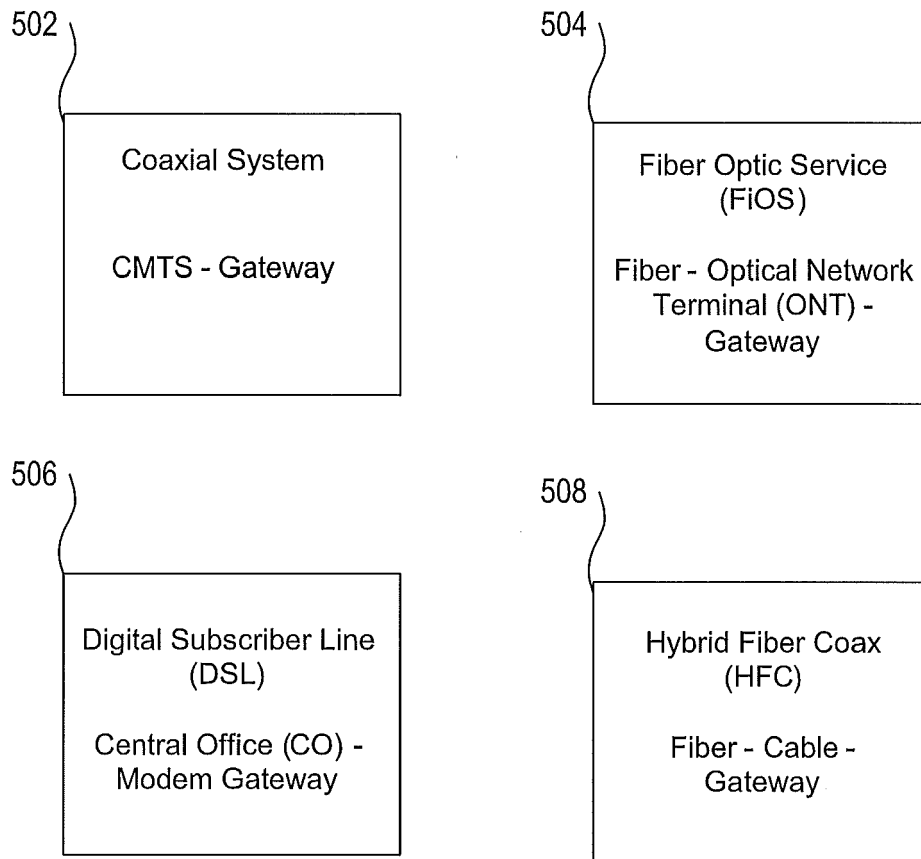 502
Coaxial System
CMTS - Gateway
504
Fiber Optic Service
(FiOS)
Fiber - Optical Network
Terminal (ONT) -
Gateway
506
Digital Subscriber Line
(DSL)
Central Office (CO) -
Modem Gateway
508
Hybrid Fiber Coax
(HFC)
Fiber - Cable -
Gateway